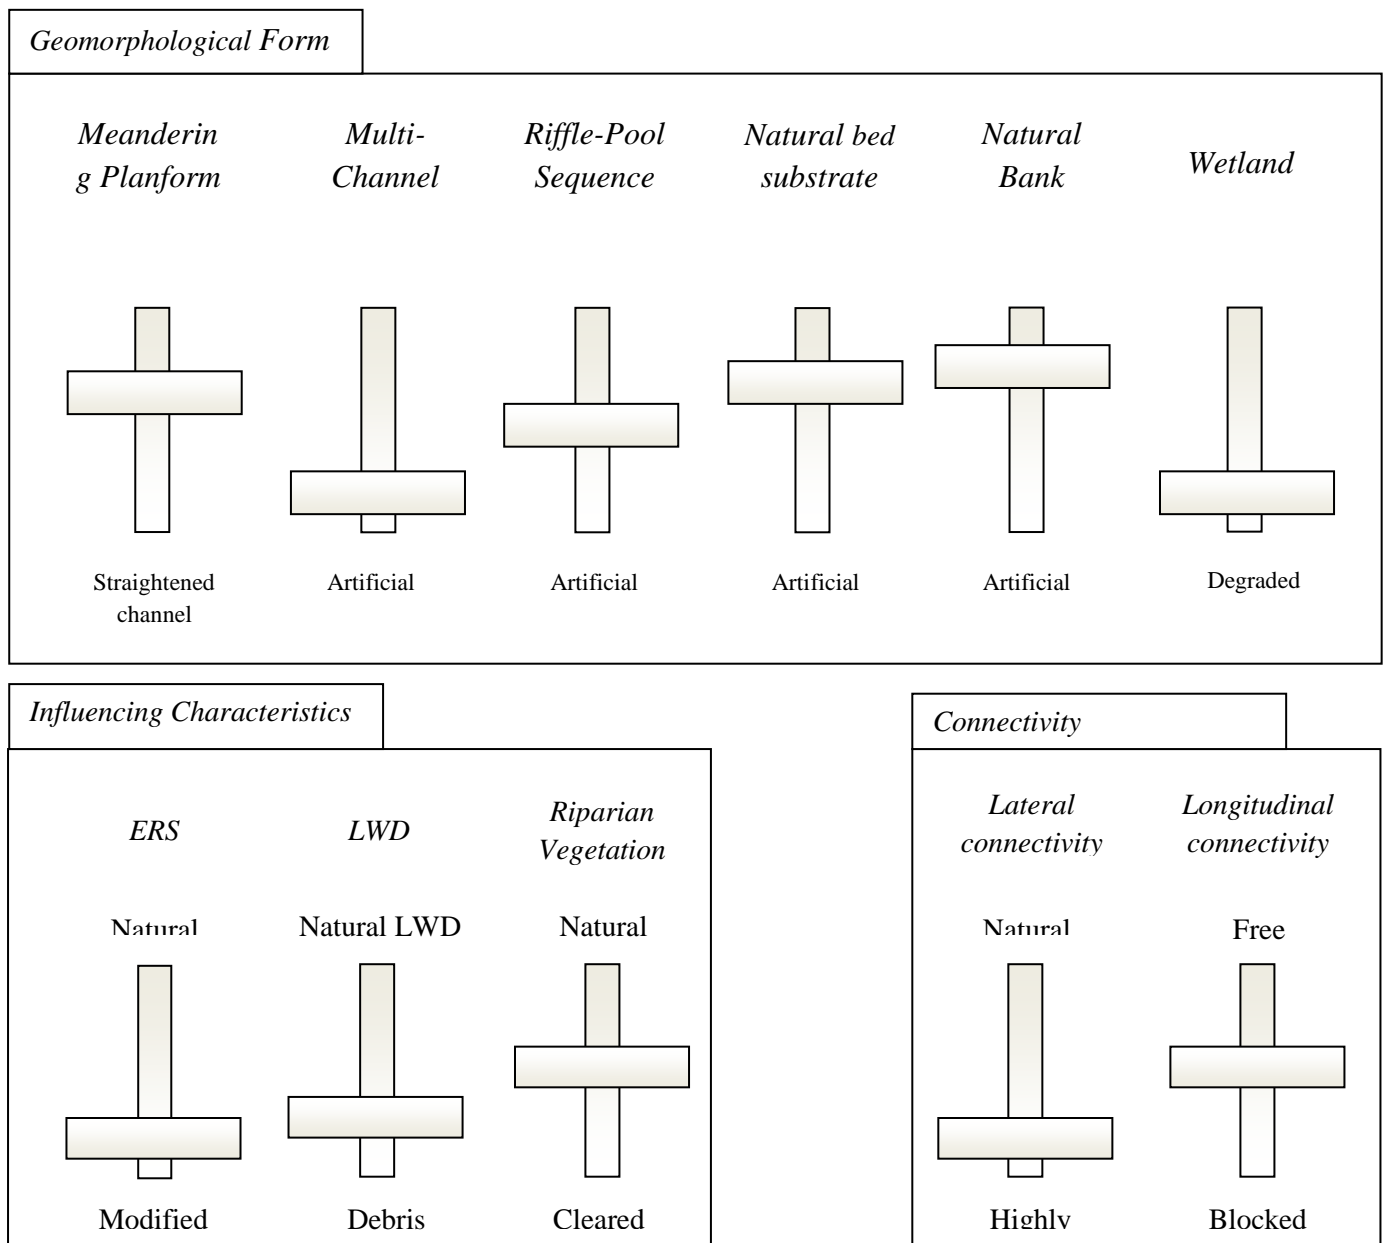 Geomorphological Form
Meanderin
g Planform
Multi-
Channel
Riffle-Pool
Sequence
Natural bed
substrate
Natural
Bank
Wetland
Straightened
channel
Artificial
Artificial
Artificial
Artificial
Degraded
Influencing Characteristics
ERS
LWD
Riparian
Vegetation
Natural
Natural LWD
Natural
Modified
Debris
Cleared
Connectivity
Lateral
connectivity
Longitudinal
connectivity
Natural
Free
Highly
Blocked